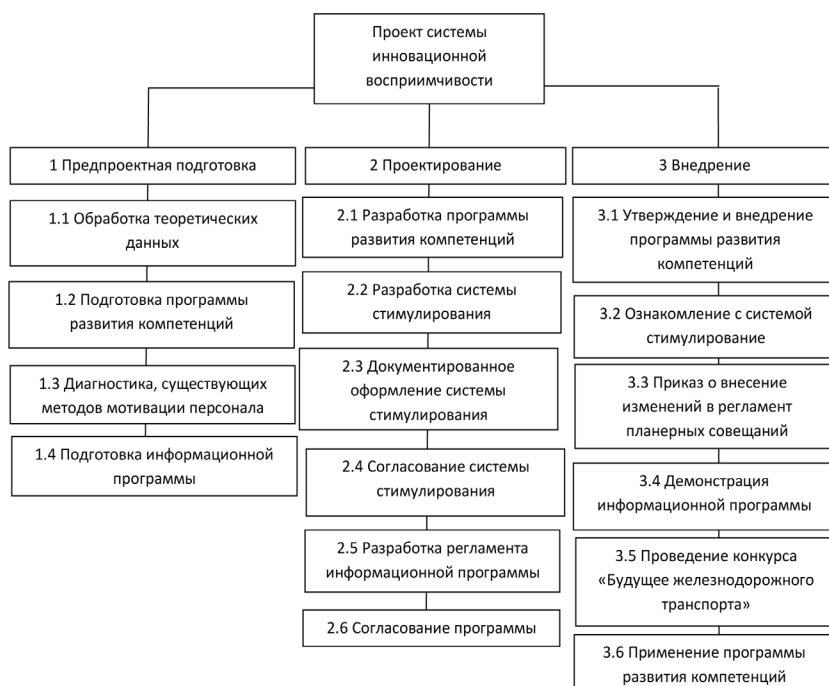 Проект системы
инновационной
восприимчивости
1 Предпроектная подготовка
1.1 Обработка теоретических
данных
1.2 Подготовка программы
развития компетенций
1.3 Диагностика, существующих
методов мотивации персонала
1.4 Подготовка информационной
программы
2 Проектирование
2.1 Разработка программы
развития компетенций
2.2 Разработка системы
стимулирования
2.3 Документированное
оформление системы
стимулирования
2.4 Согласование системы
стимулирования
2.5 Разработка регламента
информационной программы
2.6 Согласование программы
3 Внедрение
3.1 Утверждение и внедрение
программы развития
компетенций
3.2 Ознакомление с системой
стимулирование
3.3 Приказ о внесение
изменений в регламент
планерных совещаний
3.4 Демонстрация
информационной программы
3.5 Проведение конкурса
«Будущее железнодорожного
транспорта»
3.6 Применение программы
развития компетенций